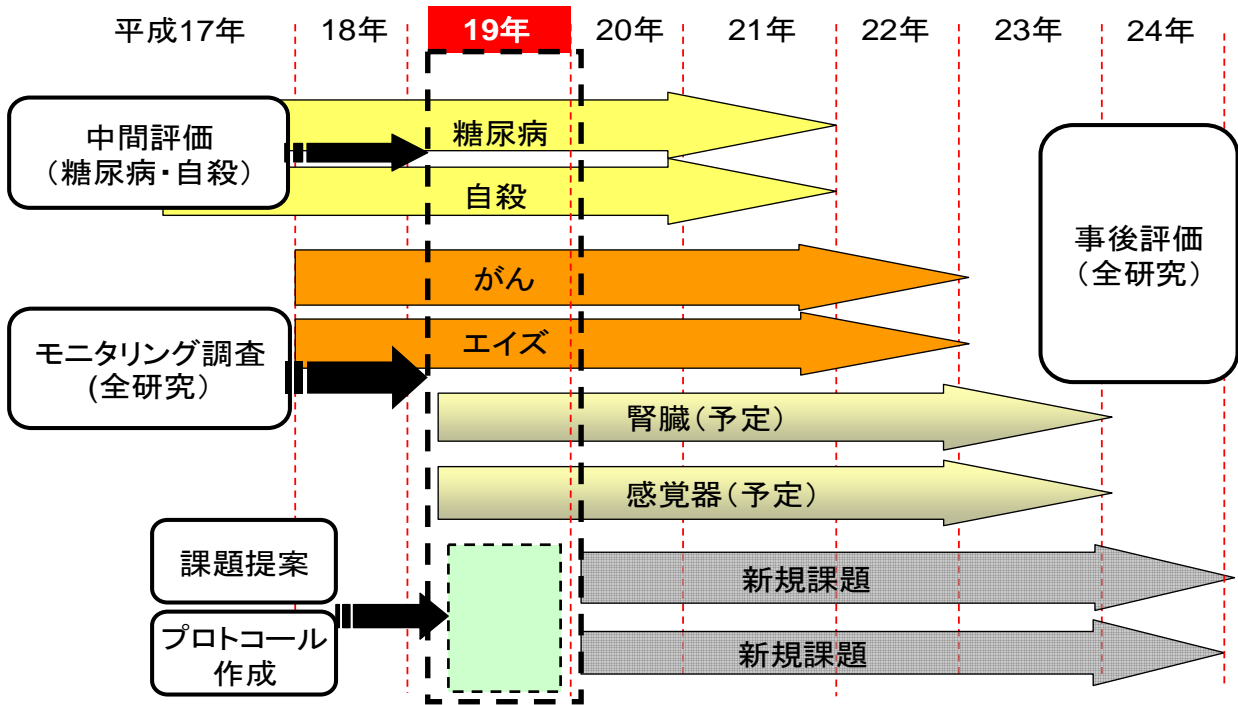 平成17年
18年
19年
20年
21年
22年
23年
24年
中間評価
（糖尿病・自殺）
糖尿病
自殺
事後評価
（全研究）
がん
エイズ
モニタリング調査
(全研究）
腎臓（予定）
感覚器（予定）
課題提案
プロトコール
作成
新規課題
新規課題